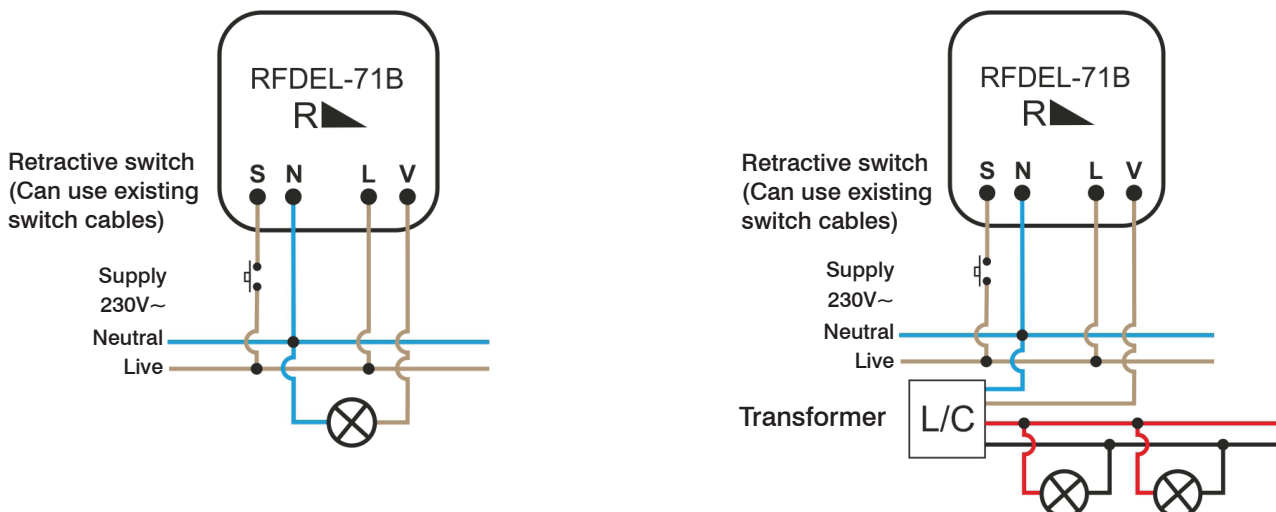 RFDEL-71B
R
S N L V
Retractive switch
(Can use existing
switch cables)
Supply
230V~
Neutral
Live
RFDEL-71B
R
S N L V
Retractive switch
(Can use existing
switch cables)
Supply
230V~
Neutral
Live
Transformer
L/C